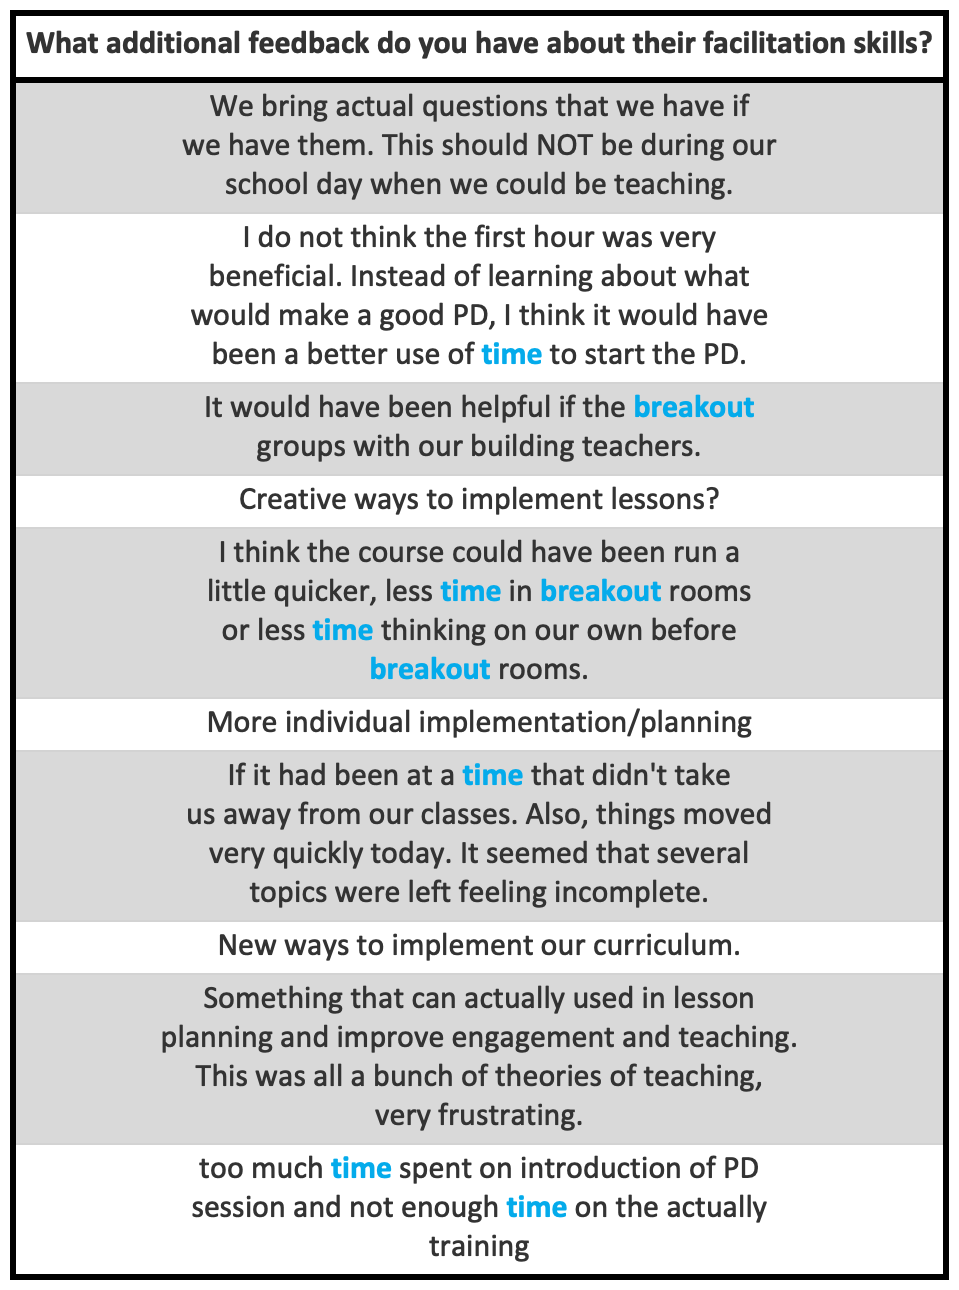 What additional feedback do you have about their facilitation skills?
We bring actual questions that we have if
we have them. This should NOT be during our
school day when we could be teaching.
I do not think the first hour was very
beneficial. Instead of learning about what
would make a good PD, I think it would have
been a better use of time to start the PD.
It would have been helpful if the breakout
groups with our building teachers.
Creative ways to implement lessons?
I think the course could have been run a
little quicker, less time in breakout rooms
or less time thinking on our own before
breakout rooms.
More individual implementation/planning
If it had been at a time that didn't take
us away from our classes. Also, things moved
very quickly today. It seemed that several
topics were left feeling incomplete.
New ways to implement our curriculum.
Something that can actually used in lesson
planning and improve engagement and teaching.
This was all a bunch of theories of teaching,
very frustrating.
too much time spent on introduction of PD
session and not enough time on the actually
training